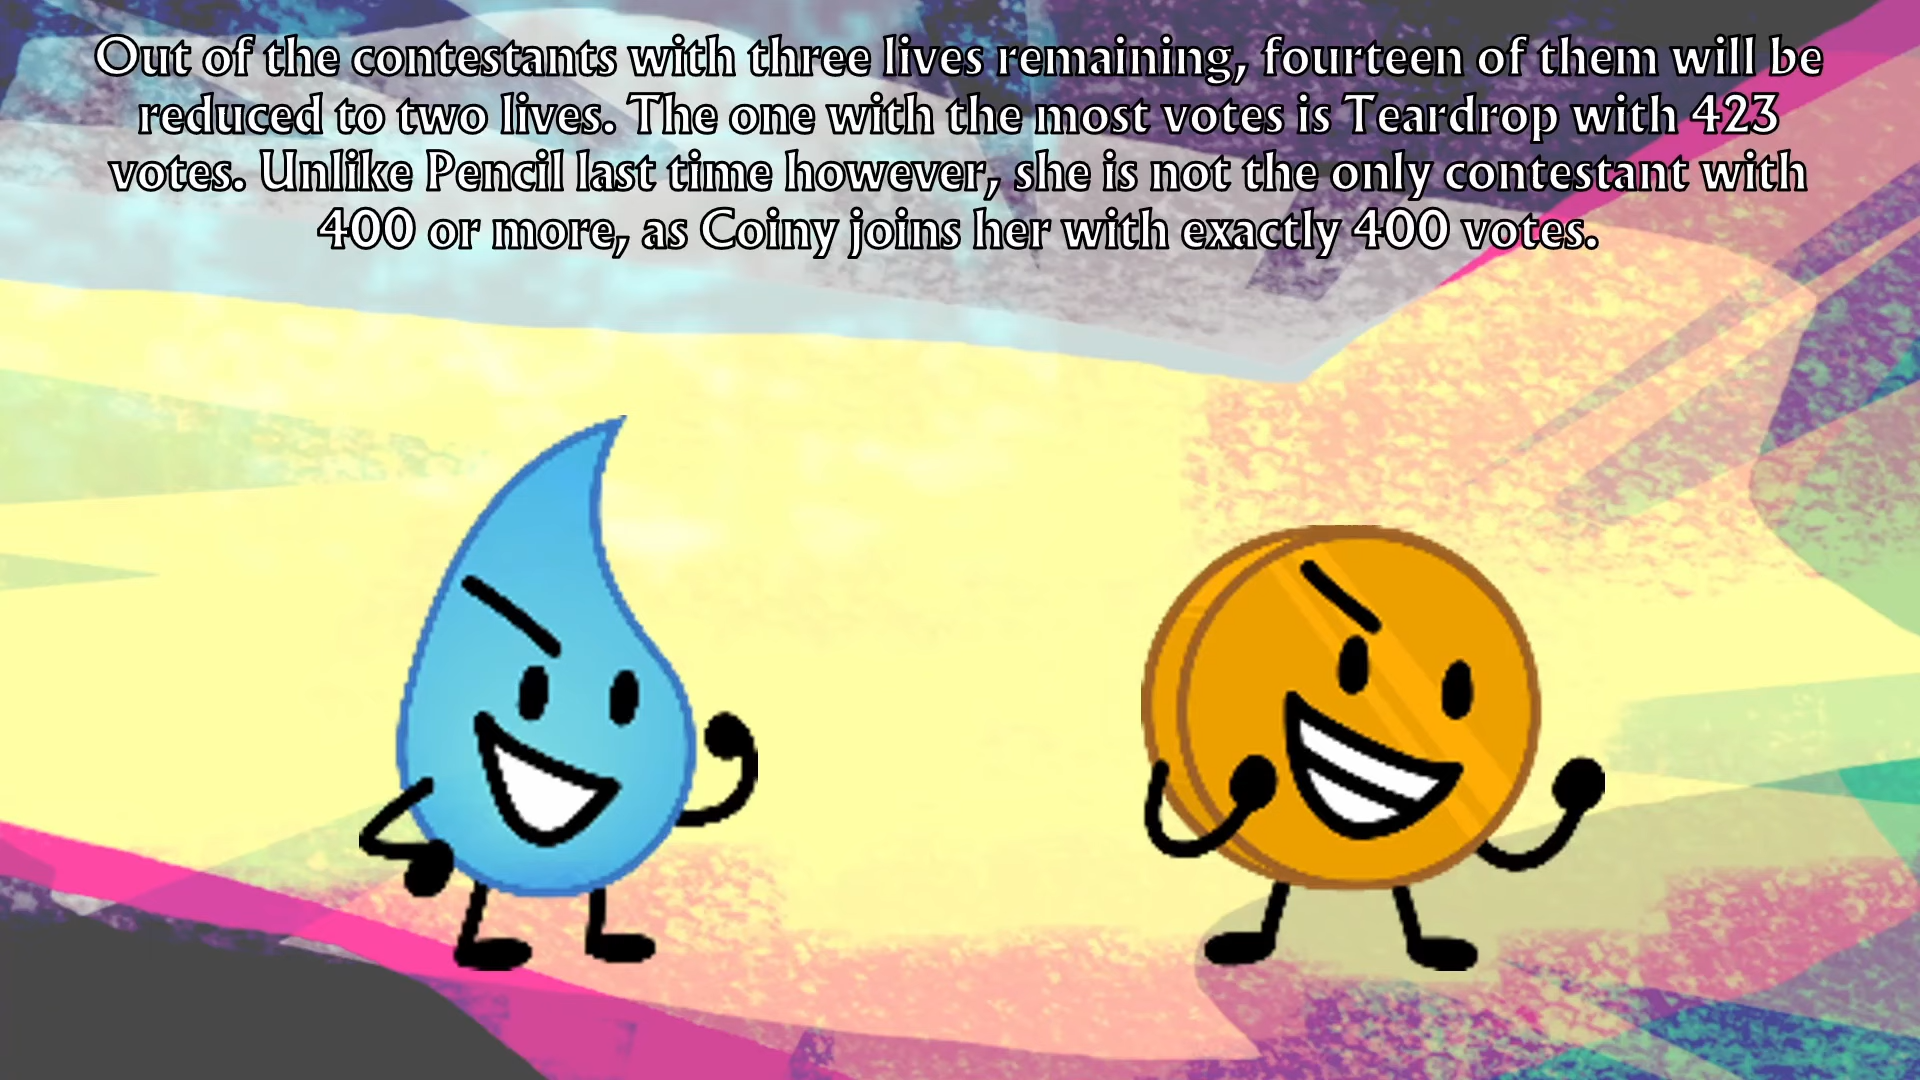 Out of the contestants with three lives remaining, fourteen of them will be
reduced to two lives. The one with the most votes is Teardrop with 423
votes. Unlike Pencil last time however, she is not the only contestant with
400 or more, as Coiny joins her with exactly 400 votes.